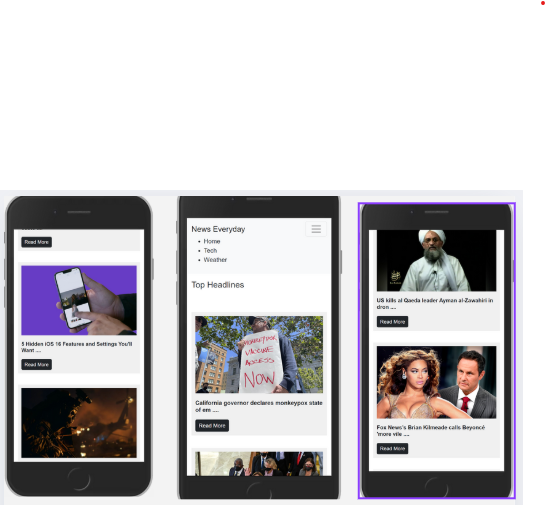 Read More
5 Hidden iOS 16 Features and Settings You'll
Want ....
Read More
News Everyday
Home
Tech
Weather
Top Headlines
MONKEYPOX
VACCINE
ACCESS
NOW
California governor declares monkeypox state
of em ....
Read More
US kills al Qaeda leader Ayman al-Zawahiri in
dron ....
Read More
Fox News's Brian Kilmeade calls Beyoncé
'more vile ....
Read More